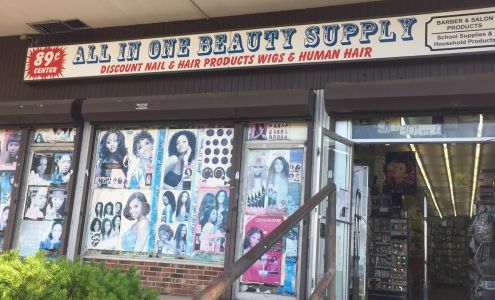 89¢
CENTER
ALL IN ONE BEAUTY SUPPLY
DISCOUNT NAIL & HAIR PRODUCTS WIGS & HUMAN HAIR
BARBER & SALON
PRODUCTS
School Supplies &
Household Products